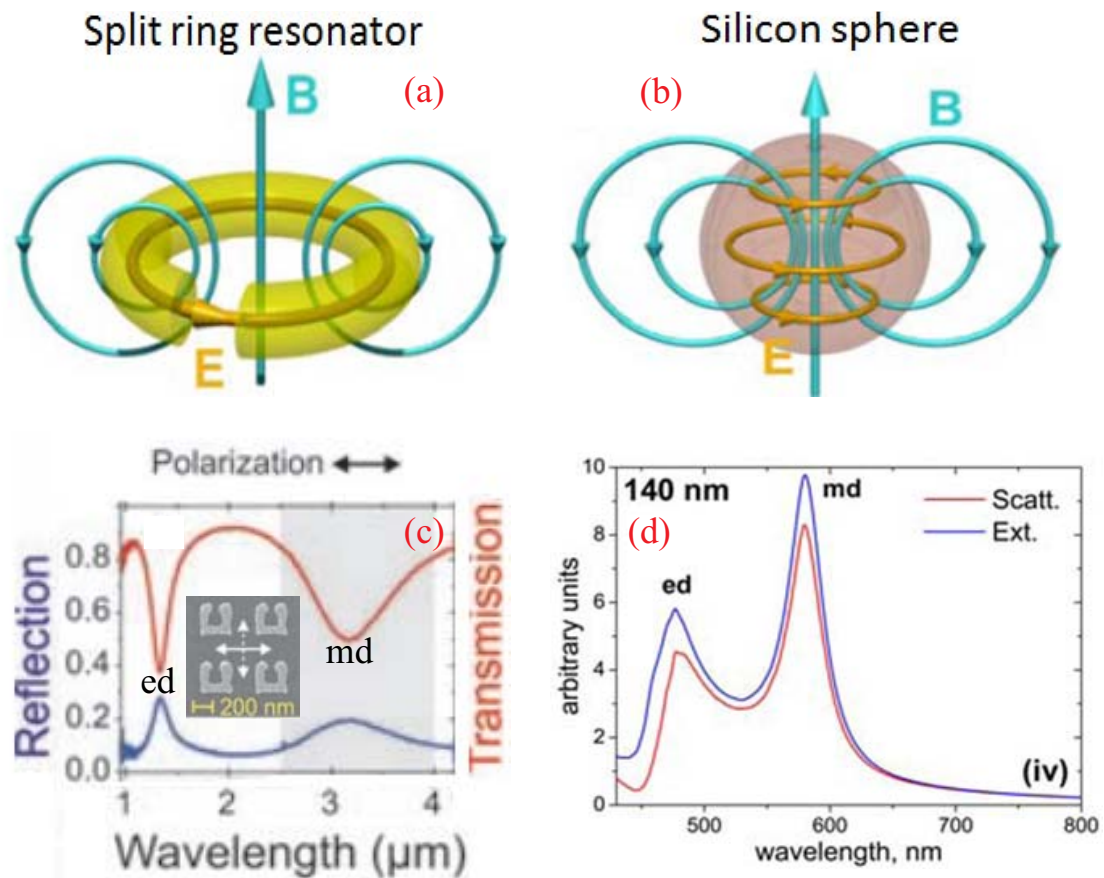 Split ring resonator
Silicon sphere
(a)
B
E
(b)
B
E
Polarization
(c)
Reflection
Transmission
0.8
0.6
0.4
0.2
0.0
ed
md
200 nm
1
2
3
4
Wavelength (μm)
140 nm
(d)
ed
md
Scatt.
Ext.
(iv)
arbitrary units
10
8
6
4
2
0
500
600
700
800
wavelength, nm